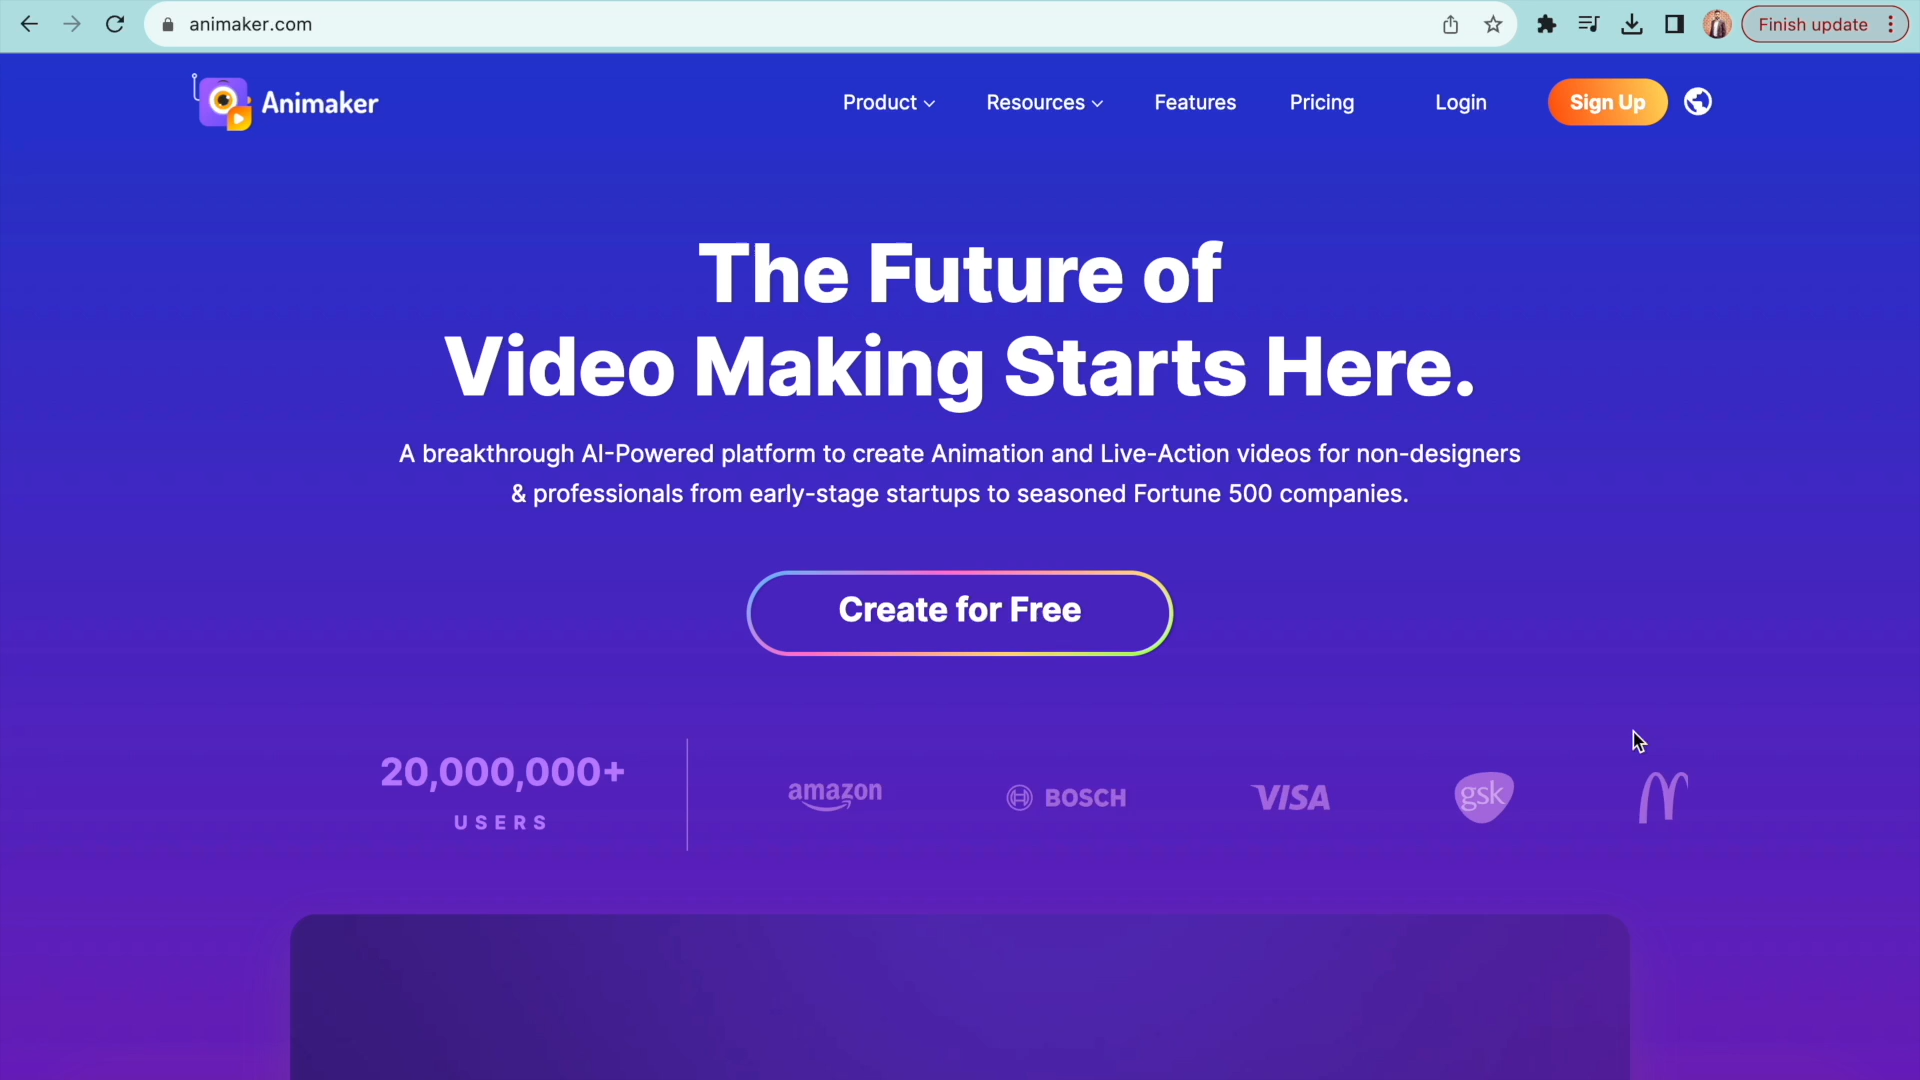 animaker.com
Finish update
Animaker
Product
Resources
Features
Pricing
Login
Sign Up
The Future of
Video Making Starts Here.
A breakthrough AI-Powered platform to create Animation and Live-Action videos for non-designers
& professionals from early-stage startups to seasoned Fortune 500 companies.
Create for Free
20,000,000+
USERS
amazon
BOSCH
VISA
gsk